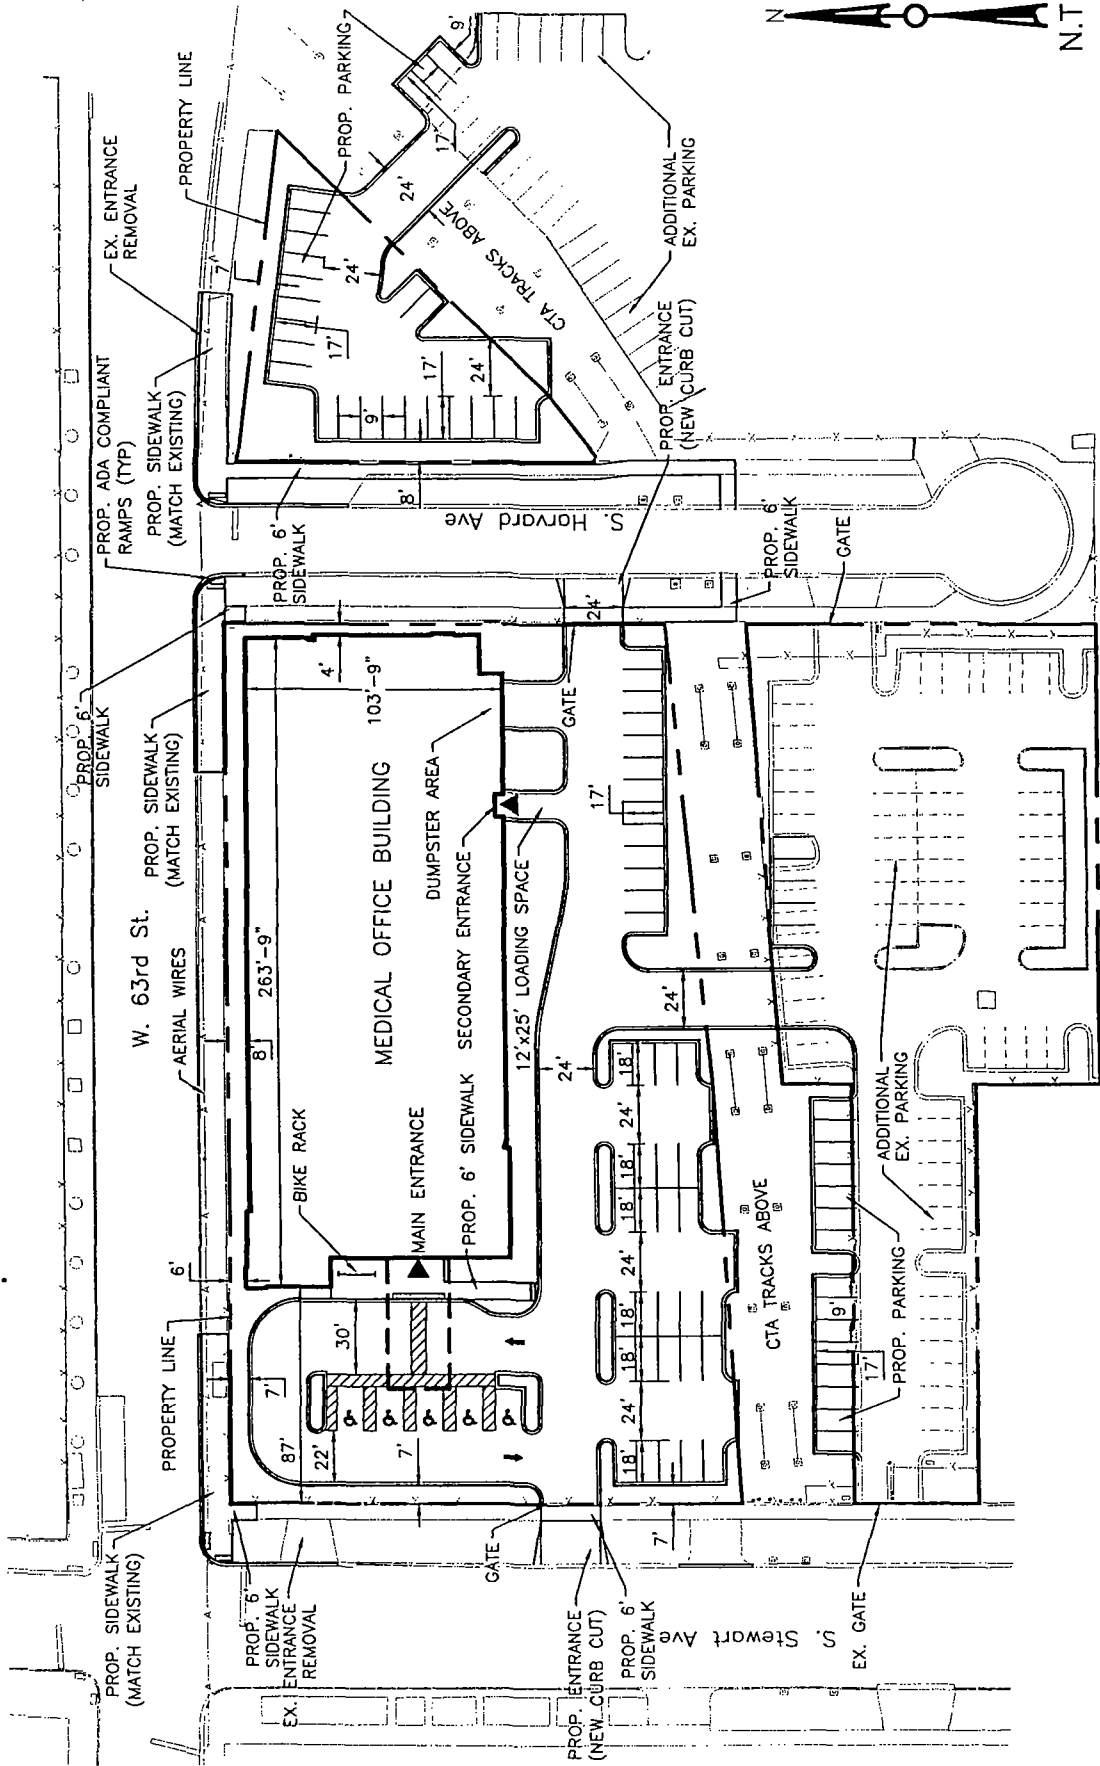 N
N.T
PROP. SIDEWALK
(MATCH EXISTING)
PROPERTY LINE
AERIAL WIRES
W. 63rd St.
PROP. SIDEWALK
(MATCH EXISTING)
PROP. 6'
SIDEWALK
PROP. ADA COMPLIANT
RAMPS (TYP)
PROP. SIDEWALK
(MATCH EXISTING)
EX. ENTRANCE
REMOVAL
PROPERTY LINE
PROP. 6'
SIDEWALK
EX. ENTRANCE
REMOVAL
6'
7'
87'
30'
22'
7'
8'
263'-9"
BIKE RACK
MEDICAL OFFICE BUILDING
103'-9"
4'
MAIN ENTRANCE
PROP. 6' SIDEWALK
SECONDARY ENTRANCE
DUMPSTER AREA
12'x25' LOADING SPACE
PROP. 6'
SIDEWALK
8'
S. Harvard Ave
7'
17'
9'
17'
24'
24'
PROP. PARKING
24'
17'
9'
CTA TRACKS ABOVE
ADDITIONAL
EX. PARKING
PROP. ENTRANCE
(NEW CURB CUT)
24'
PROP. 6'
SIDEWALK
GATE
GATE
GATE
PROP. ENTRANCE
(NEW CURB CUT)
PROP. 6'
SIDEWALK
7'
18'
24'
18'
18'
24'
18'
18'
24'
18'
24'
24'
17'
CTA TRACKS ABOVE
9'
17'
PROP. PARKING
ADDITIONAL
EX. PARKING
EX. GATE
S. Stewart Ave